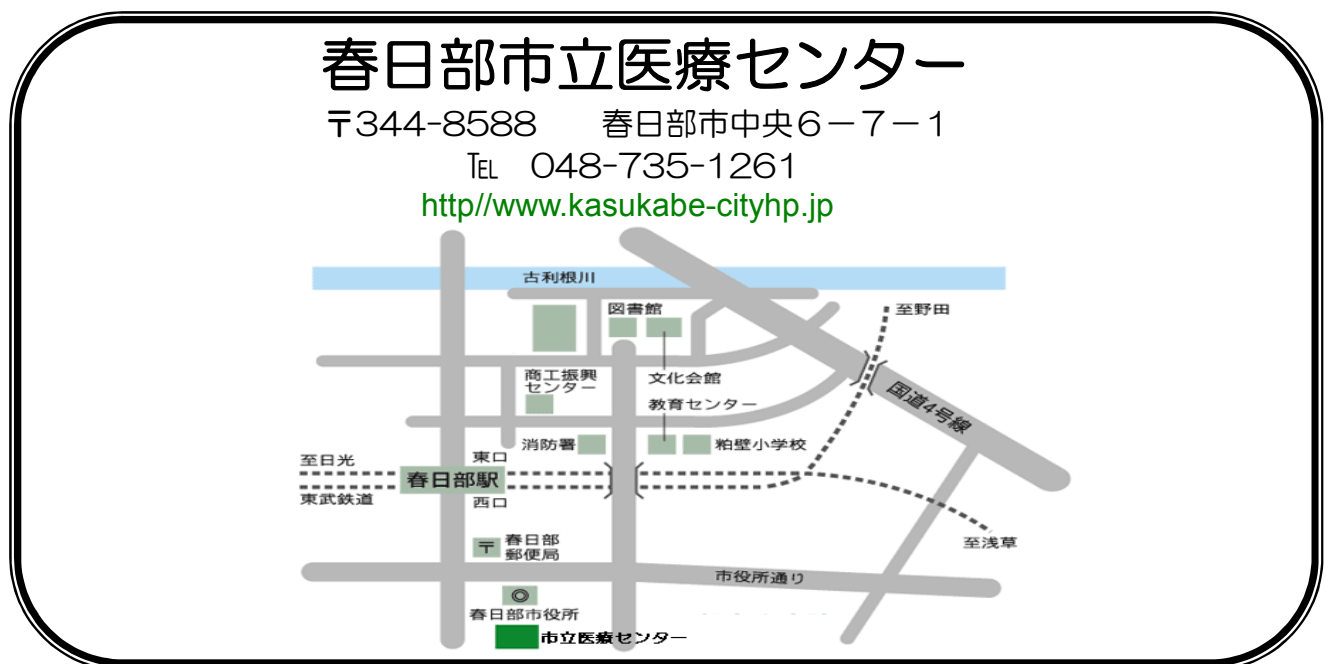 春日部市立医療センター
〒344-8588　春日部市中央６－７－１
℡　048-735-1261
http//www.kasukabe-cityhp.jp
古利根川
図書館
至野田
商工振興
センター
文化会館
教育センター
国道4号線
消防署
粕壁小学校
至日光
東口
春日部駅
東武鉄道
西口
〒
春日部
郵便局
至浅草
市役所通り
春日部市役所
市立医療センター